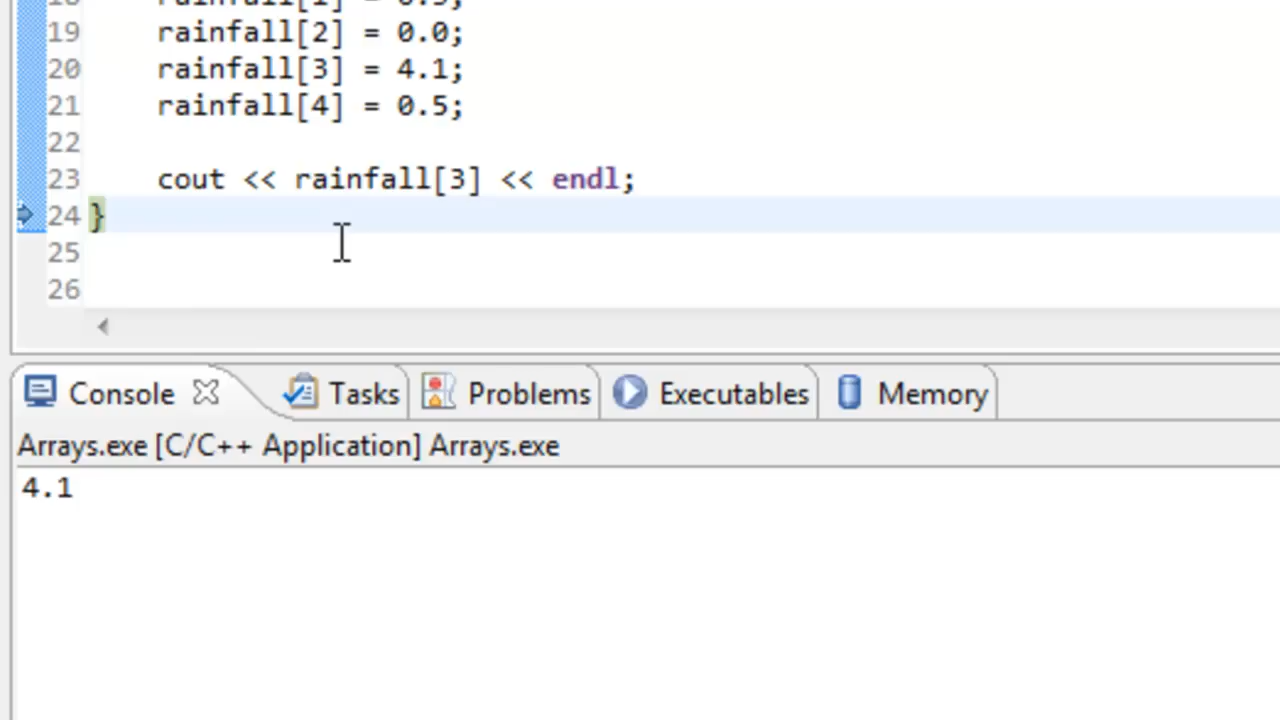 19 rainfall[2] = 0.0;
20 rainfall[3] = 4.1;
21 rainfall[4] = 0.5;
22
23 cout << rainfall[3] << endl;
24 }
25
26
Console Tasks Problems Executables Memory
Arrays.exe [C/C++ Application] Arrays.exe
4.1